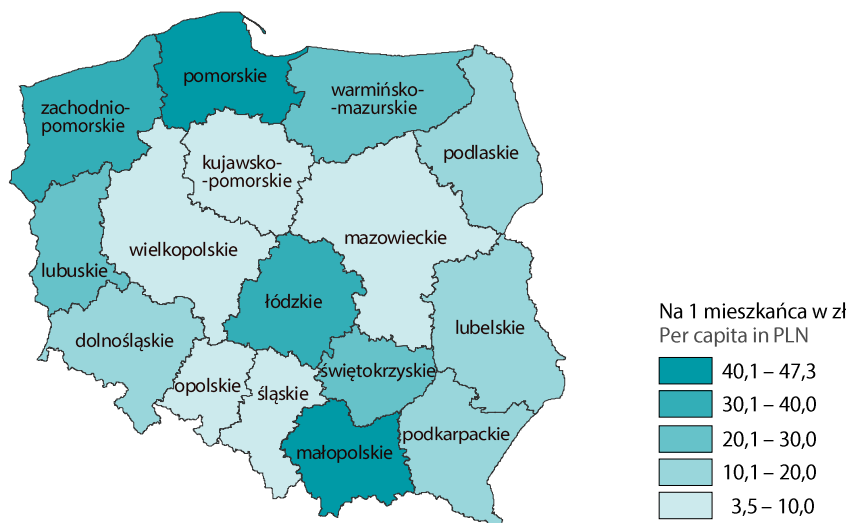 pomorskie
zachodnio-
pomorskie
warmińsko-
-mazurskie
podlaskie
kujawsko-
-pomorskie
wielkopolskie
mazowieckie
lubuskie
łódzkie
dolnośląskie
lubelskie
opolskie
śląskie
świętokrzyskie
małopolskie
podkarpackie
Na 1 mieszkańca w zł
Per capita in PLN
40,1 – 47,3
30,1 – 40,0
20,1 – 30,0
10,1 – 20,0
3,5 – 10,0